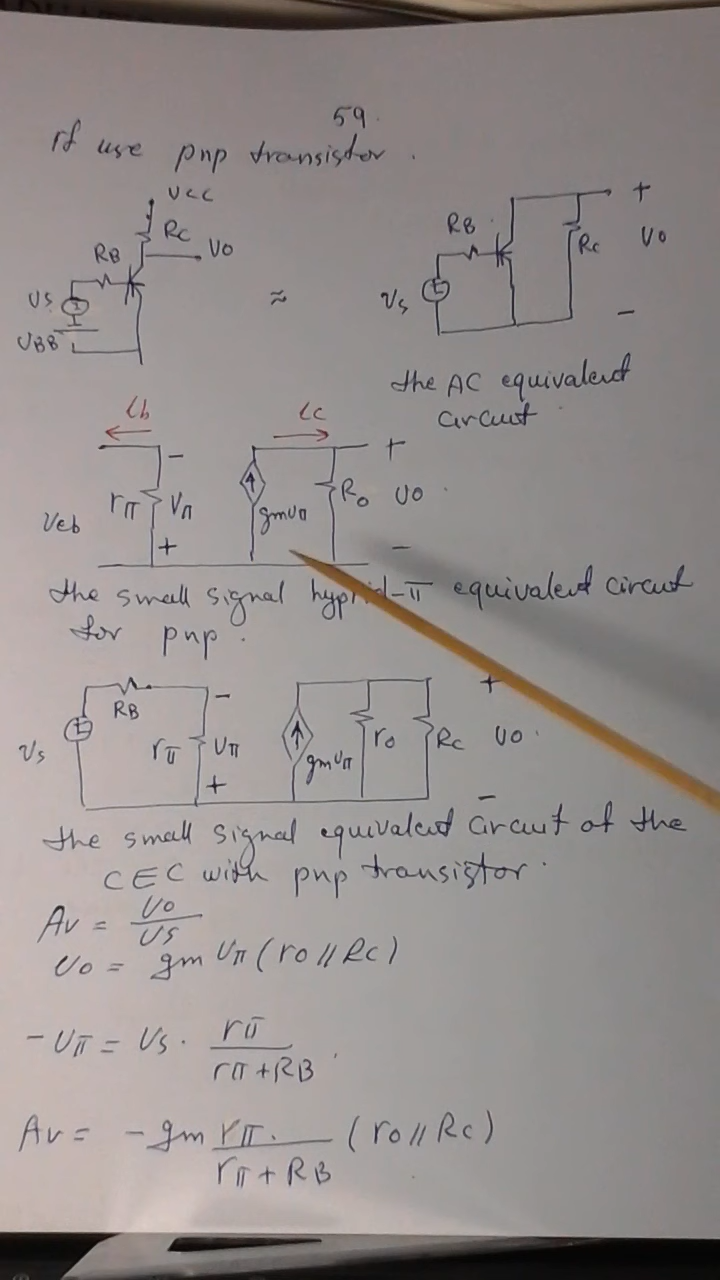 59.
if use pnp transistor.
VCC
RC
RB
VO
VS
VBB
≈
RB
+
RC
VO
VS
-
the AC equivalent
circuit
ib
ic
-
+
rπ
Vπ
gmvπ
Ro
VO
Veb
+
-
the small signal hyprid-π equivalent circuit
for pnp.
RB
-
+
VS
rπ
Uπ
gmVπ
ro
RC
VO
+
-
the small signal equivalent circuit of the
CEC with pnp transistor.
Av = VO/VS
VO = gm Vπ (ro // RC)
-Vπ = VS · rπ/(rπ + RB)
Av = -gm rπ/(rπ + RB) (ro // RC)